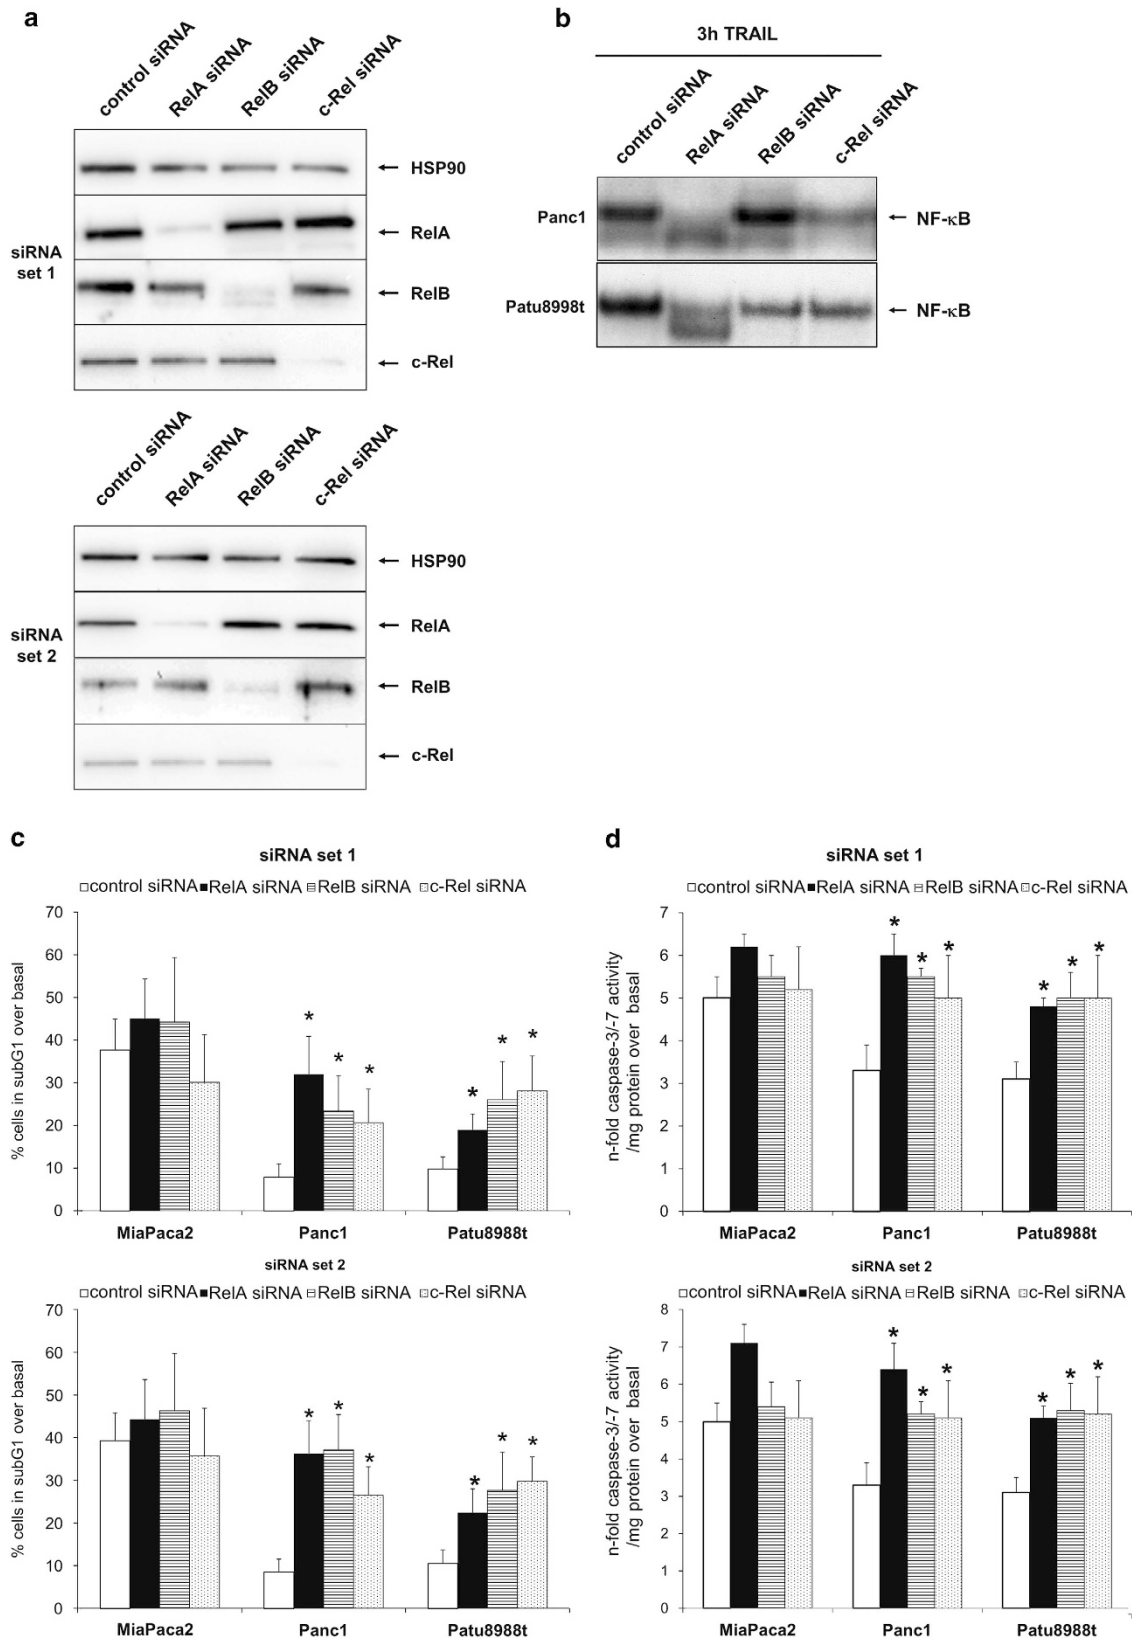 a
control siRNA
RelA siRNA
RelB siRNA
c-Rel siRNA
HSP90
RelA
siRNA
set 1
RelB
c-Rel
control siRNA
RelA siRNA
RelB siRNA
c-Rel siRNA
HSP90
RelA
siRNA
set 2
RelB
c-Rel
b
3h TRAIL
control siRNA
RelA siRNA
RelB siRNA
c-Rel siRNA
Panc1
NF-κB
Patu8998t
NF-κB
c
siRNA set 1
control siRNA RelA siRNA RelB siRNA c-Rel siRNA
% cells in subG1 over basal
70
60
50
40
30
20
10
0
* * * * * *
MiaPaca2 Panc1 Patu8988t
siRNA set 2
control siRNA RelA siRNA RelB siRNA c-Rel siRNA
% cells in subG1 over basal
70
60
50
40
30
20
10
0
* * * * * *
MiaPaca2 Panc1 Patu8988t
d
siRNA set 1
control siRNA RelA siRNA RelB siRNA c-Rel siRNA
n-fold caspase-3/-7 activity
/mg protein over basal
7
6
5
4
3
2
1
0
* * * * * *
MiaPaca2 Panc1 Patu8988t
siRNA set 2
control siRNA RelA siRNA RelB siRNA c-Rel siRNA
n-fold caspase-3/-7 activity
/mg protein over basal
8
7
6
5
4
3
2
1
0
* * * * * *
MiaPaca2 Panc1 Patu8988t